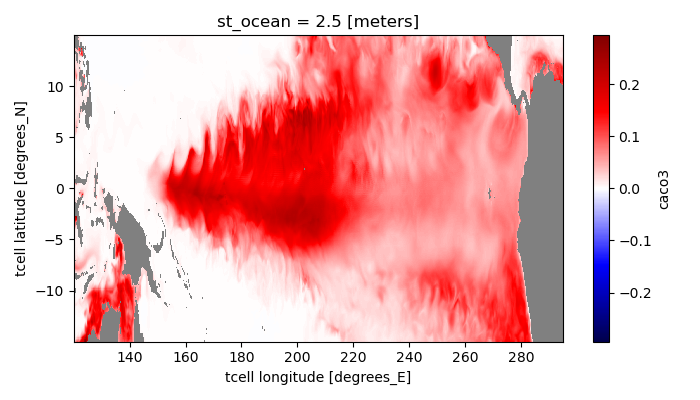 st_ocean = 2.5 [meters]
10
5
0
−5
−10
tcell latitude [degrees_N]
140 160 180 200 220 240 260 280
tcell longitude [degrees_E]
0.2
0.1
0.0
−0.1
−0.2
caco3